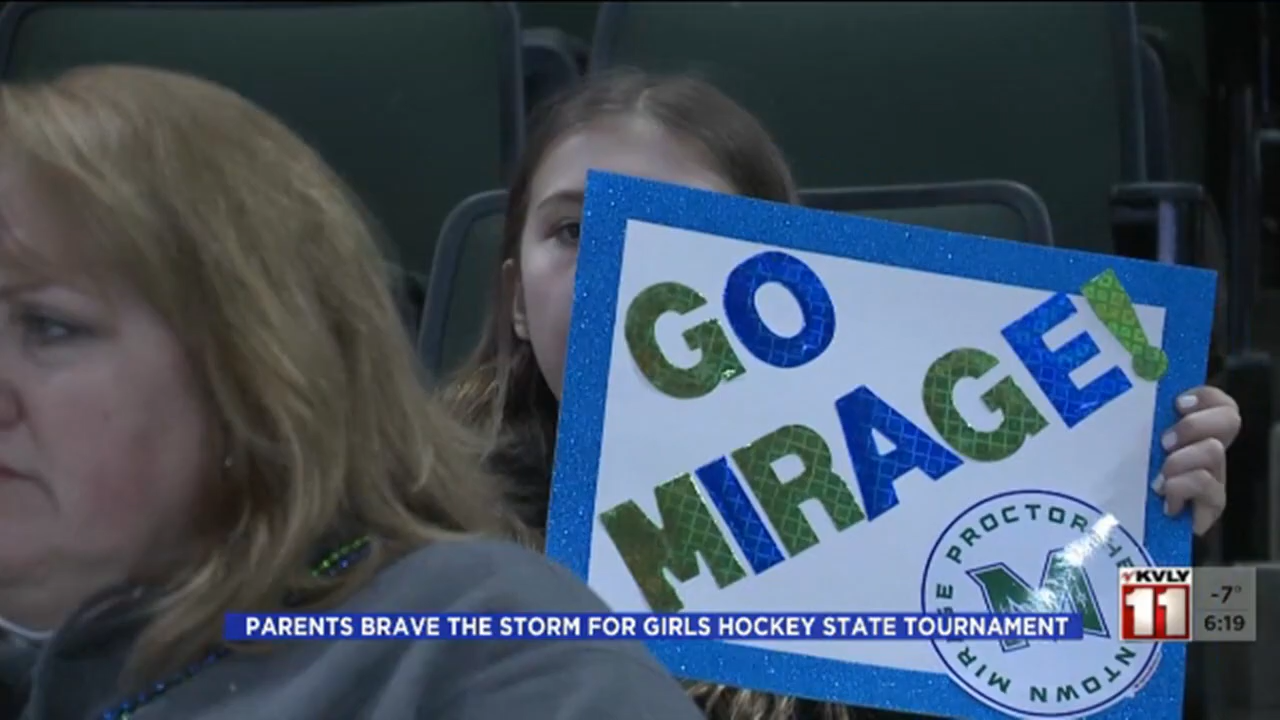 GO
MIRAGE!
PROCTOR
MIRAGE
M
PARENTS BRAVE THE STORM FOR GIRLS HOCKEY STATE TOURNAMENT
KVLY
11
-7°
6:19